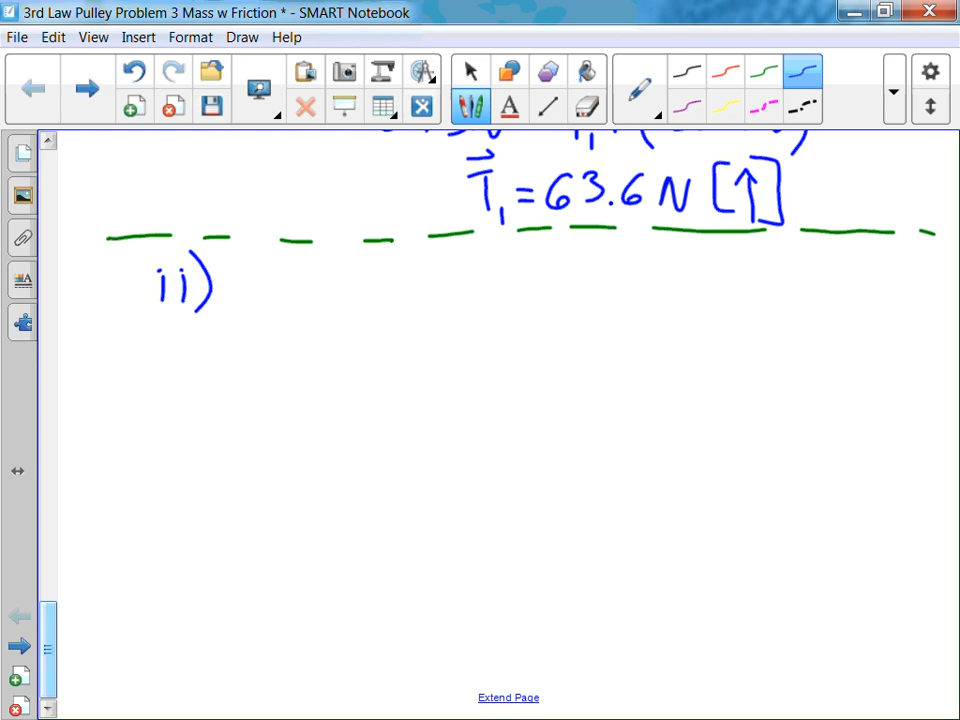 3rd Law Pulley Problem 3 Mass w Friction * - SMART Notebook
File Edit View Insert Format Draw Help
T₁ = 63.6 N [↑]
ii)
Extend Page